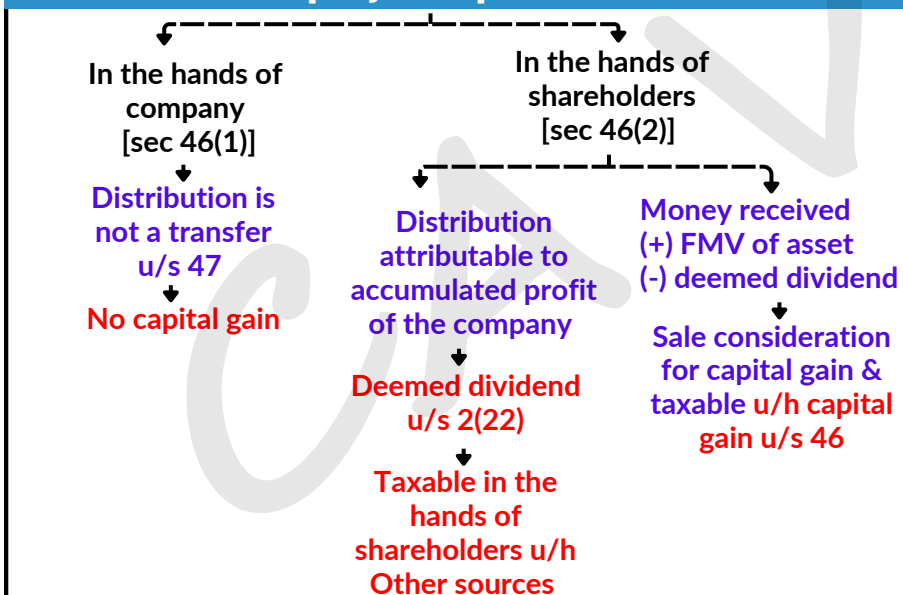 In the hands of
company
[sec 46(1)]
Distribution is
not a transfer
u/s 47
No capital gain
In the hands of
shareholders
[sec 46(2)]
Distribution
attributable to
accumulated profit
of the company
Deemed dividend
u/s 2(22)
Taxable in the
hands of
shareholders u/h
Other sources
Money received
(+) FMV of asset
(-) deemed dividend
Sale consideration
for capital gain &
taxable u/h capital
gain u/s 46